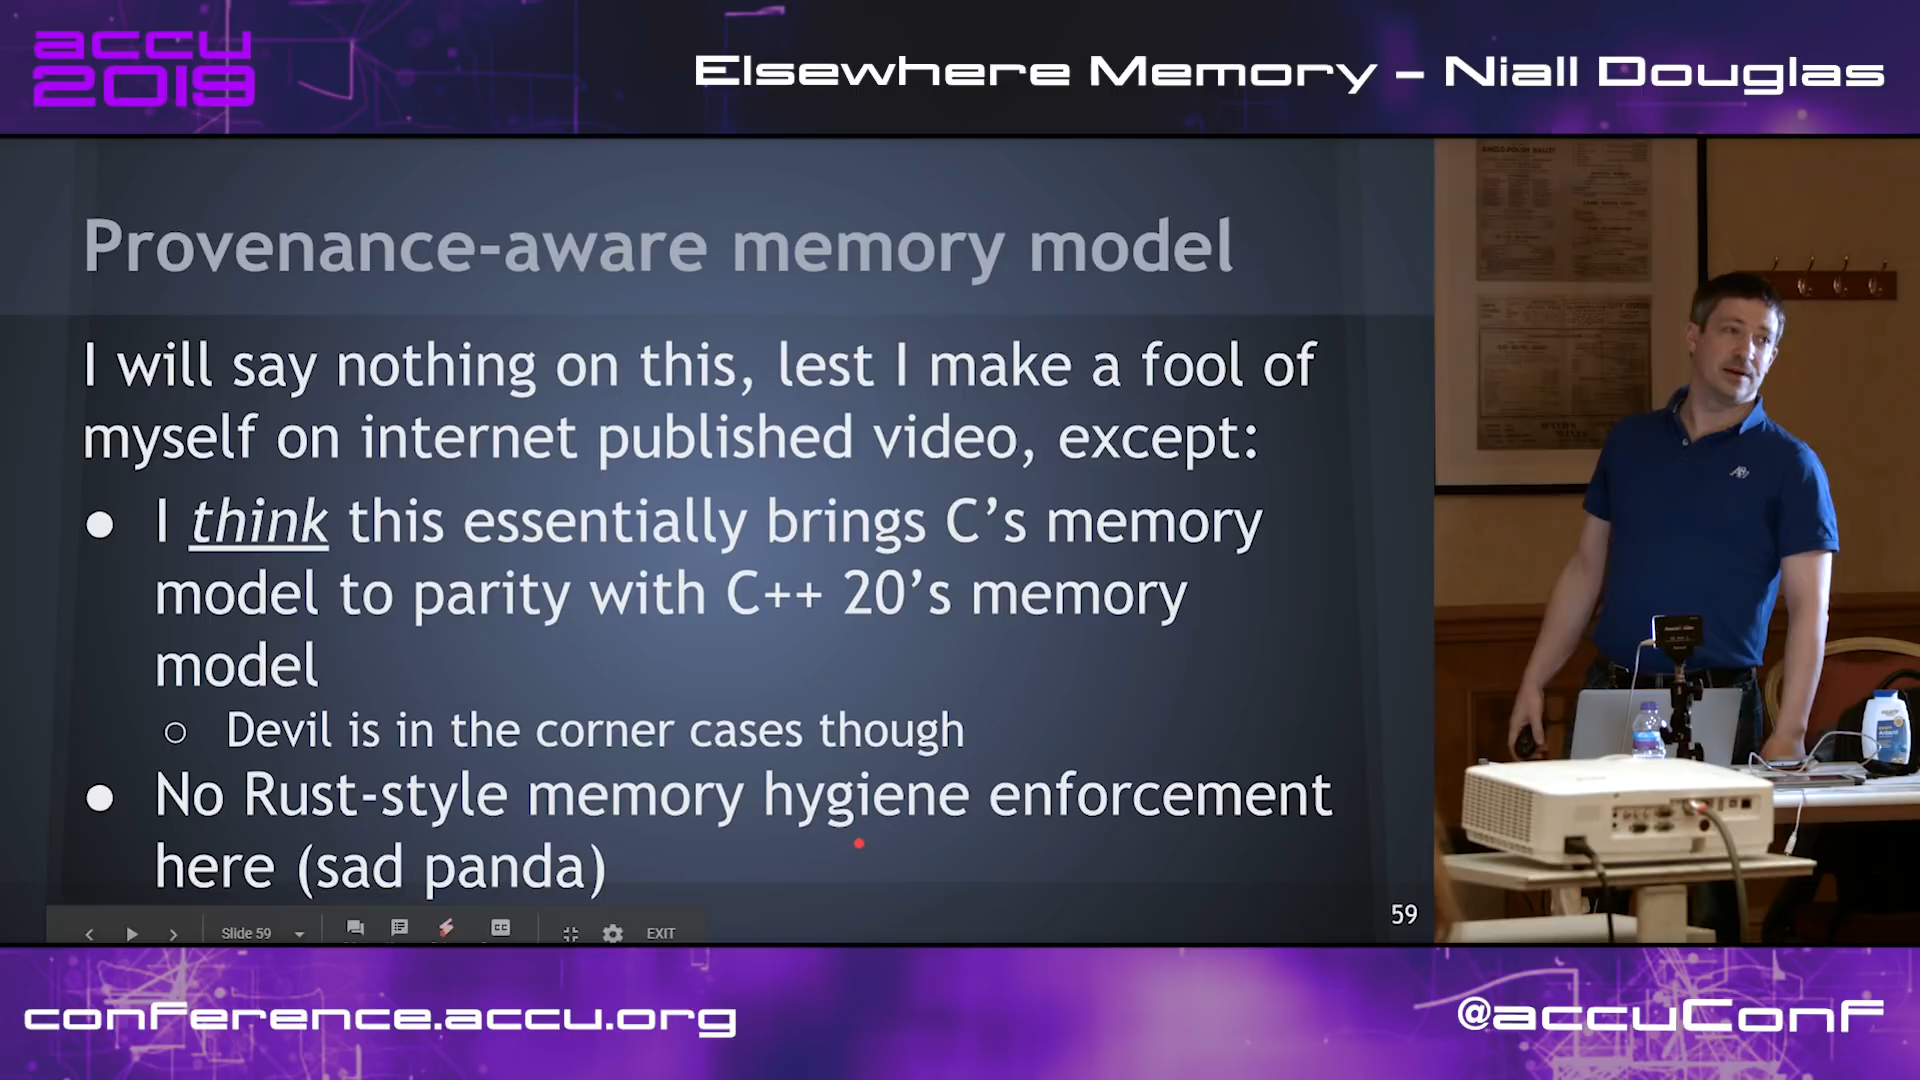 accu
2019
Elsewhere Memory – Niall Douglas
Provenance-aware memory model
I will say nothing on this, lest I make a fool of
myself on internet published video, except:
● I think this essentially brings C’s memory
model to parity with C++ 20’s memory
model
○ Devil is in the corner cases though
● No Rust-style memory hygiene enforcement
here (sad panda)
59
Slide 59
CC
EXIT
conference.accu.org
@accuConf